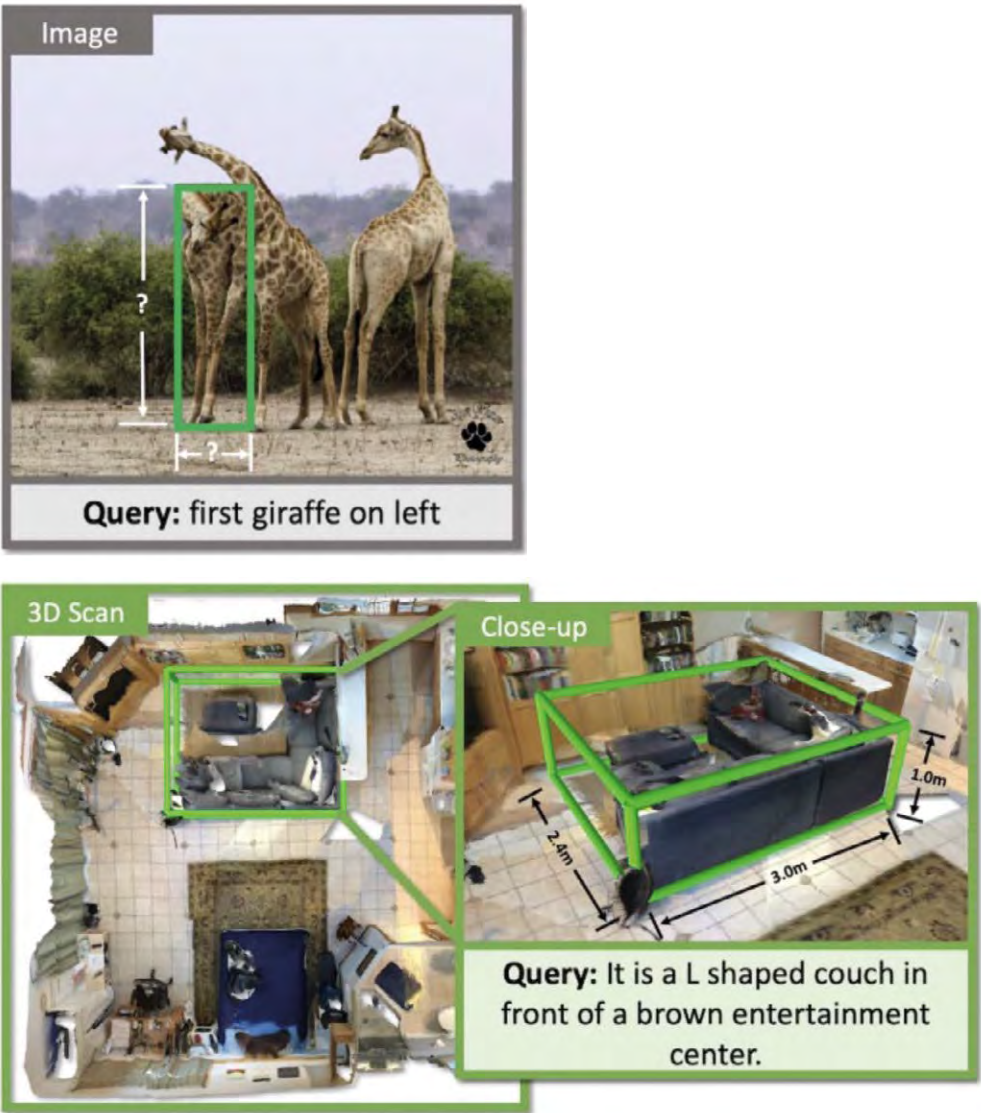 Image
?
?
Query: first giraffe on left
3D Scan
Close-up
1.0m
2.4m
3.0m
Query: It is a L shaped couch in
front of a brown entertainment
center.